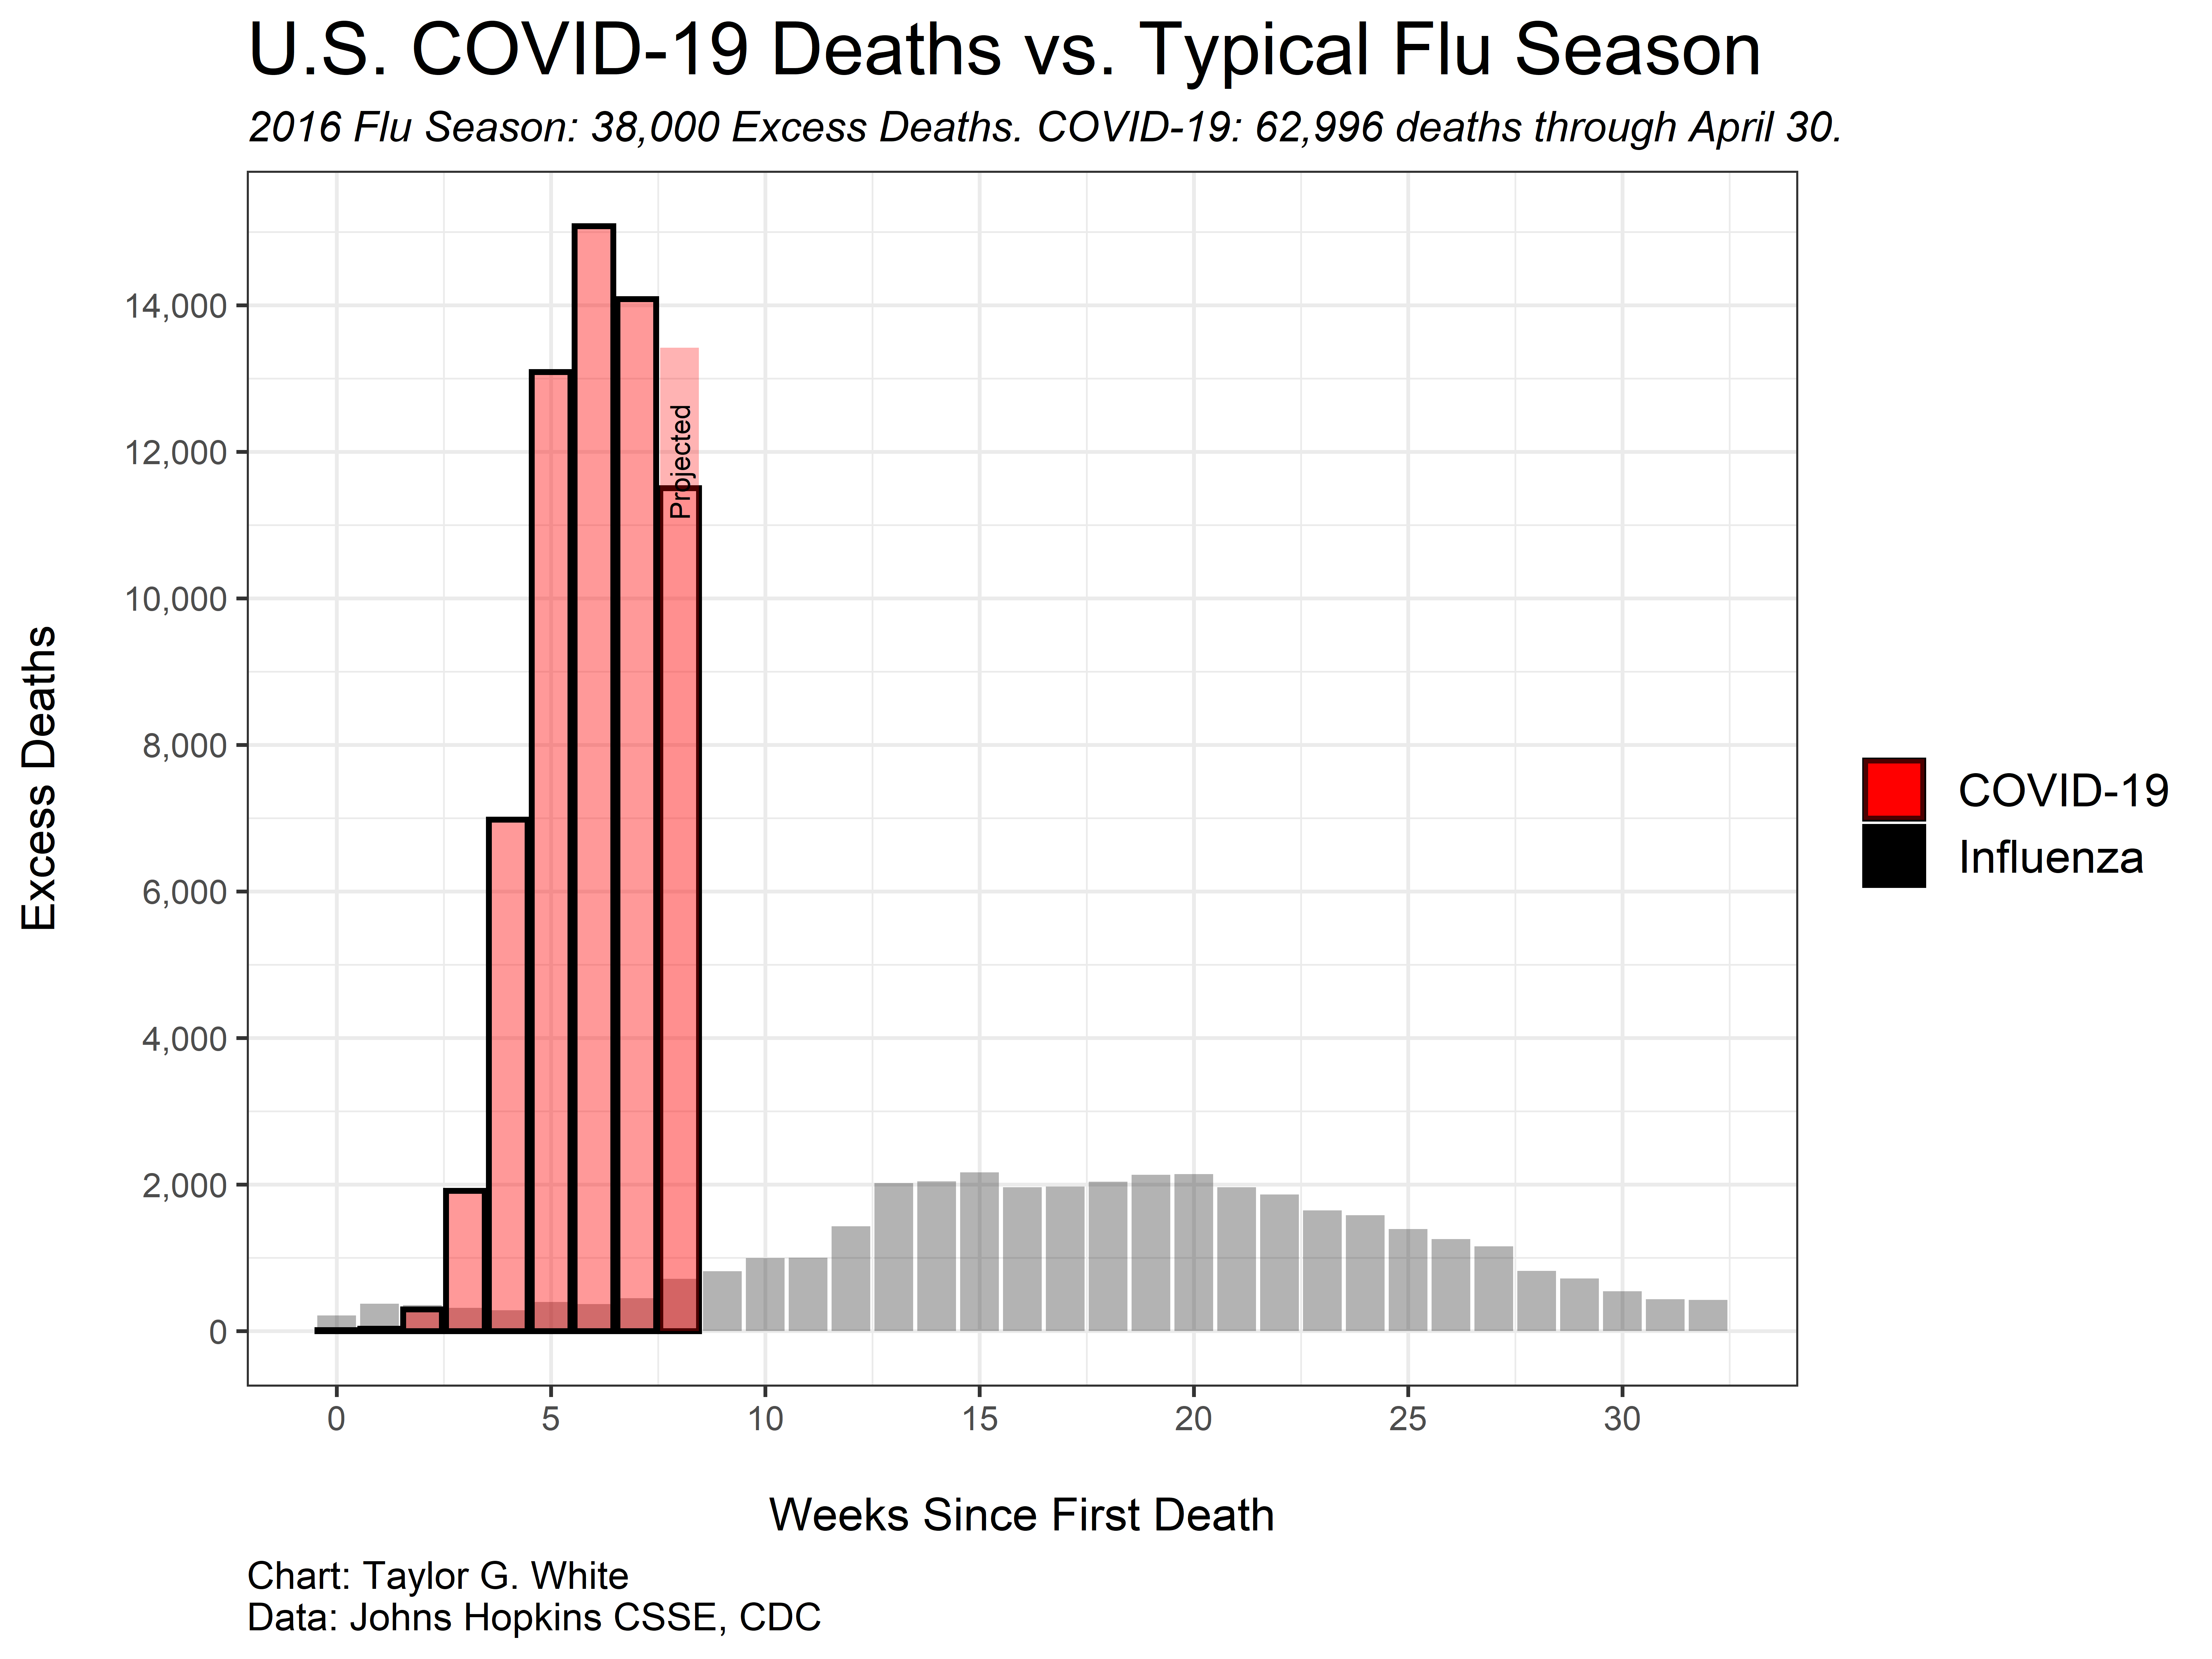 U.S. COVID-19 Deaths vs. Typical Flu Season
2016 Flu Season: 38,000 Excess Deaths. COVID-19: 62,996 deaths through April 30.
Excess Deaths
14,000
12,000
10,000
8,000
6,000
4,000
2,000
0
Projected
COVID-19
Influenza
0 5 10 15 20 25 30
Weeks Since First Death
Chart: Taylor G. White
Data: Johns Hopkins CSSE, CDC